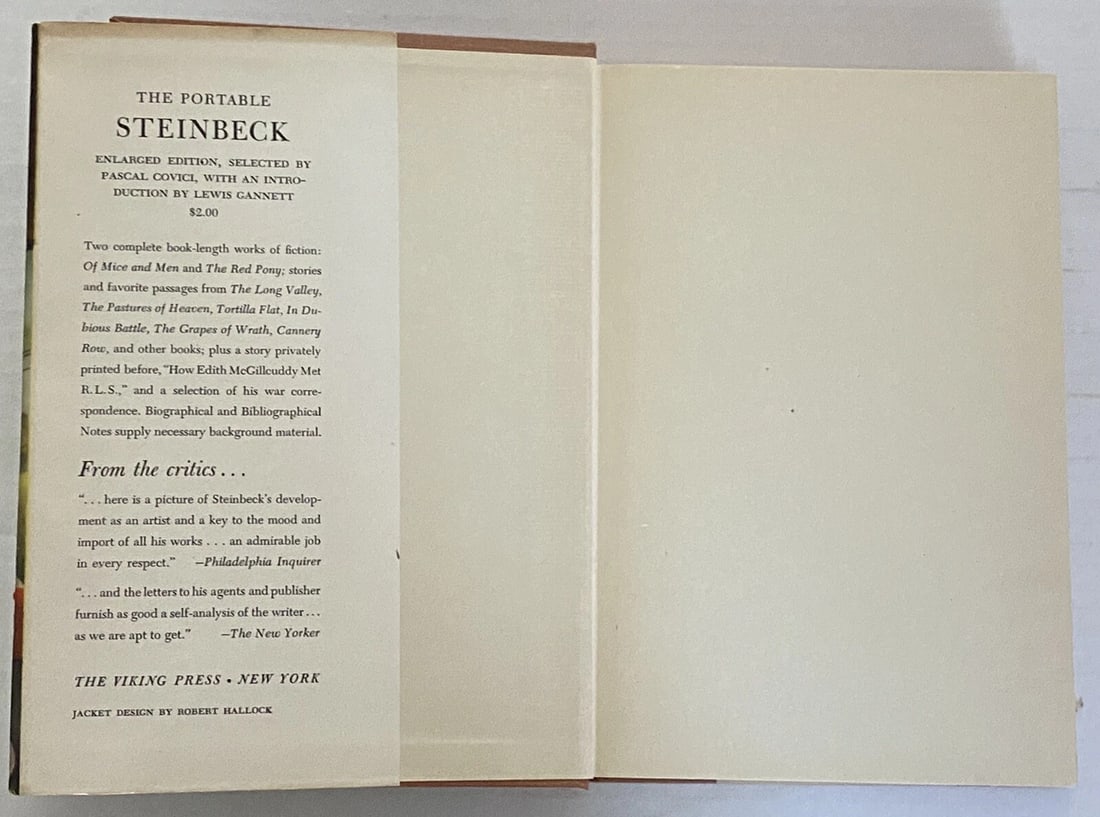 THE PORTABLE
STEINBECK
ENLARGED EDITION, SELECTED BY
PASCAL COVICI, WITH AN INTRO-
DUCTION BY LEWIS GANNETT
$2.00
Two complete book-length works of fiction:
Of Mice and Men and The Red Pony; stories
and favorite passages from The Long Valley,
The Pastures of Heaven, Tortilla Flat, In Du-
bious Battle, The Grapes of Wrath, Cannery
Row, and other books; plus a story privately
printed before, "How Edith McGillcuddy Met
R.L.S.," and a selection of his war corre-
spondence. Biographical and Bibliographical
Notes supply necessary background material.
From the critics...
"... here is a picture of Steinbeck's develop-
ment as an artist and a key to the mood and
import of all his works . . . an admirable job
in every respect." —Philadelphia Inquirer
"... and the letters to his agents and publisher
furnish as good a self-analysis of the writer...
as we are apt to get." —The New Yorker
THE VIKING PRESS • NEW YORK
JACKET DESIGN BY ROBERT HALLOCK